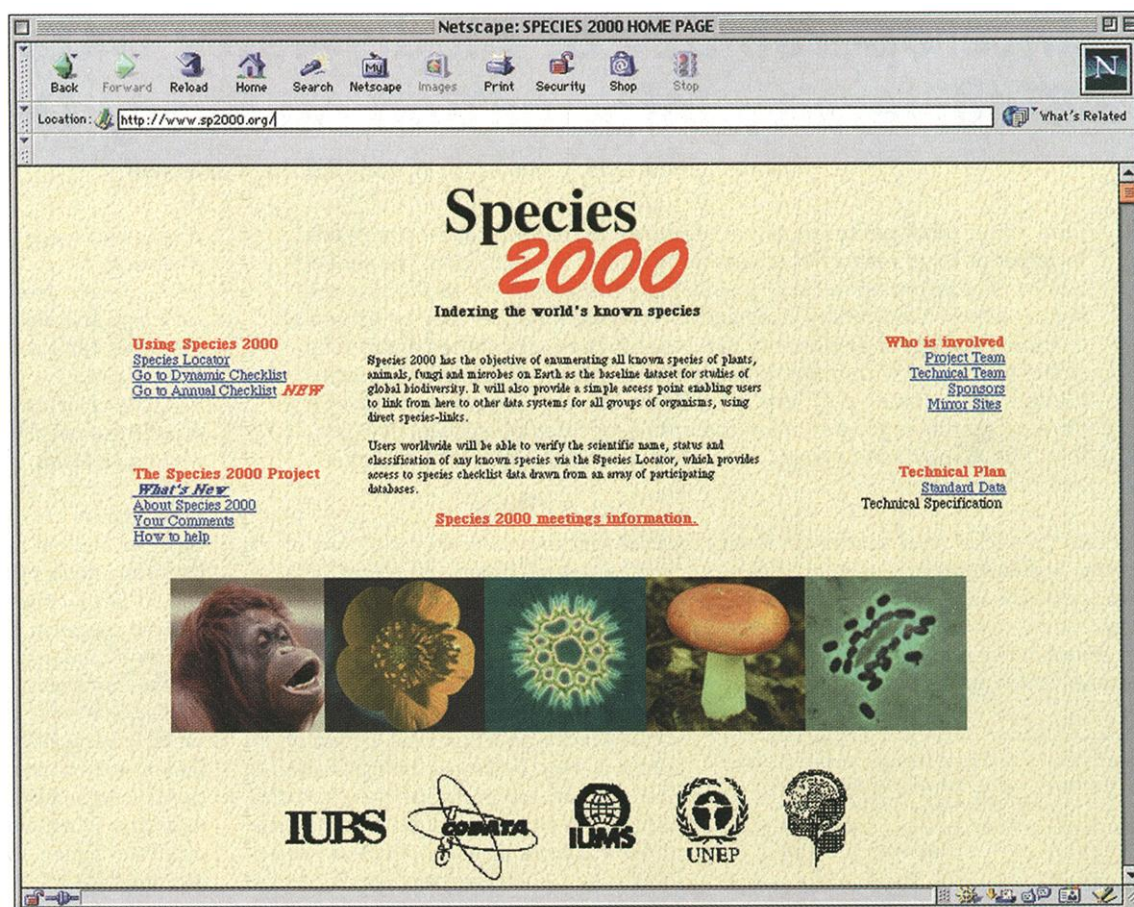 Netscape: SPECIES 2000 HOME PAGE
Back Forward Reload Home Search Netscape Images Print Security Shop Stop
Location: http://www.sp2000.org/ What's Related
Species
2000
Indexing the world's known species
Using Species 2000
Species Locator
Go to Dynamic Checklist
Go to Annual Checklist NEW
The Species 2000 Project
What's New
About Species 2000
Your Comments
How to help
Species 2000 has the objective of enumerating all known species of plants,
animals, fungi and microbes on Earth as the baseline dataset for studies of
global biodiversity. It will also provide a simple access point enabling users
to link from here to other data systems for all groups of organisms, using
direct species-links.
Users worldwide will be able to verify the scientific name, status and
classification of any known species via the Species Locator, which provides
access to species checklist data drawn from an array of participating
databases.
Species 2000 meetings information.
Who is involved
Project Team
Technical Team
Sponsors
Mirror Sites
Technical Plan
Standard Data
Technical Specification
IUBS
CODATA
IUMS
UNEP